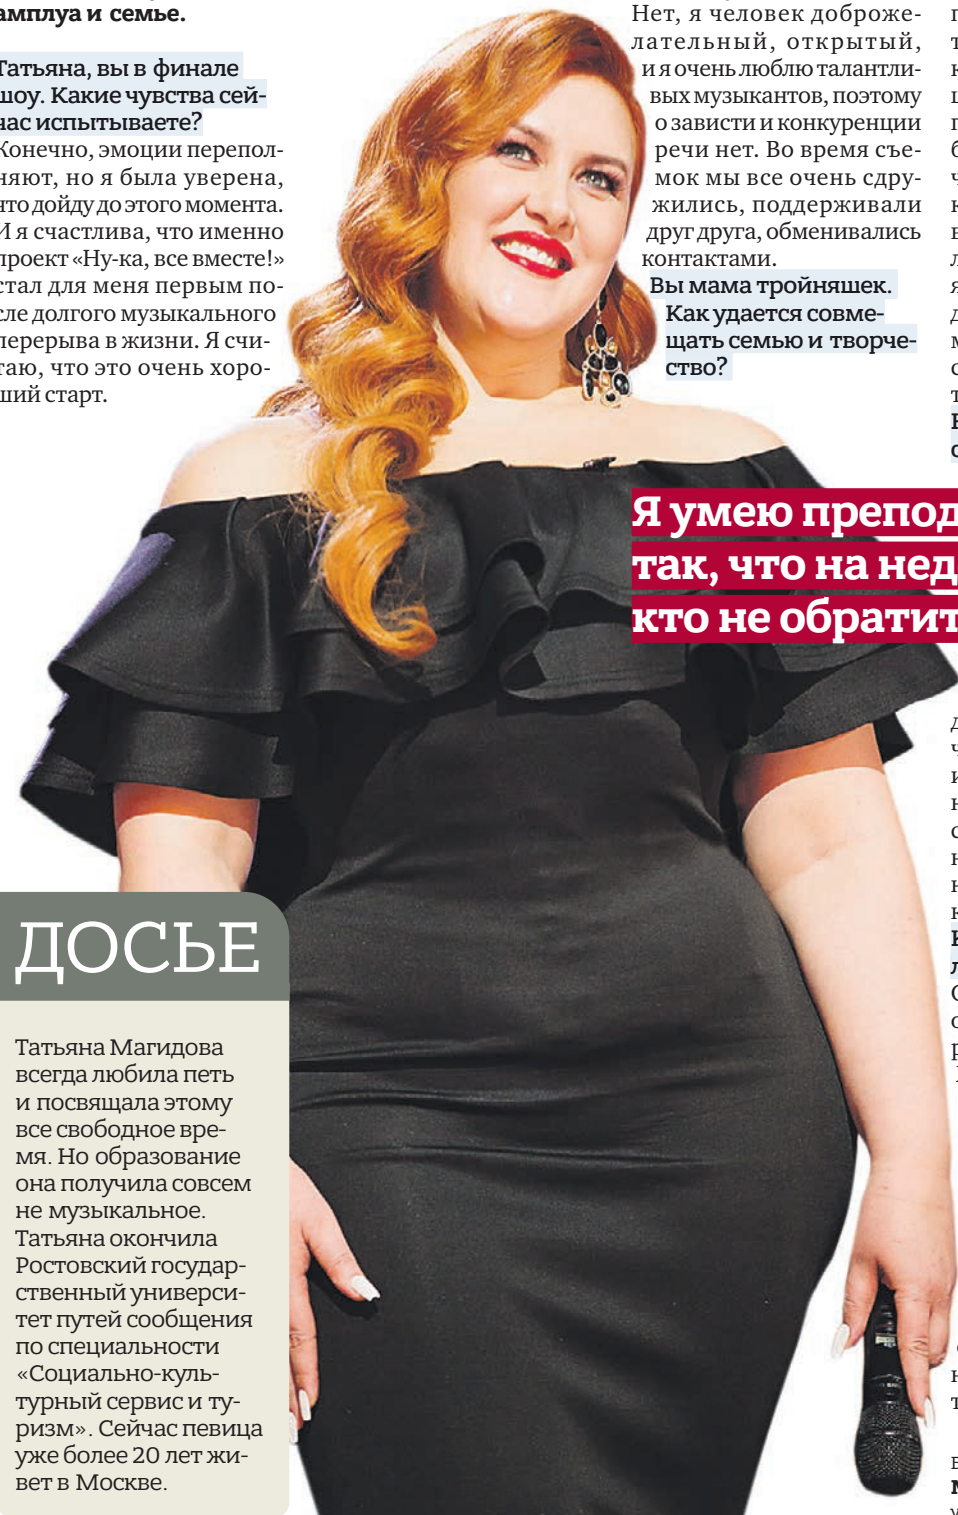 амплуа и семье.
Татьяна, вы в финале
шоу. Какие чувства сей-
час испытываете?
Конечно, эмоции перепол-
няют, но я была уверена,
что дойду до этого момента.
И я счастлива, что именно
проект «Ну-ка, все вместе!»
стал для меня первым по-
сле долгого музыкального
перерыва в жизни. Я счи-
таю, что это очень хоро-
ший старт.
Нет, я человек доброже-
лательный, открытый,
и я очень люблю талантли-
вых музыкантов, поэтому
о зависти и конкуренции
речи нет. Во время съе-
мок мы все очень сдру-
жились, поддерживали
друг друга, обменивались
контактами.
Вы мама тройняшек.
Как удается совме-
щать семью и творче-
ство?
Я умею препод
так, что на нед
кто не обратит
ДОСЬЕ
Татьяна Магидова
всегда любила петь
и посвящала этому
все свободное вре-
мя. Но образование
она получила совсем
не музыкальное.
Татьяна окончила
Ростовский государ-
ственный универси-
тет путей сообщения
по специальности
«Социально-куль-
турный сервис и ту-
ризм». Сейчас певица
уже более 20 лет жи-
вет в Москве.